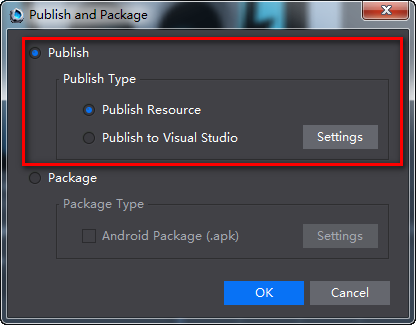 Publish and Package
Publish
Publish Type
Publish Resource
Publish to Visual Studio
Settings
Package
Package Type
Android Package (.apk)
Settings
OK
Cancel